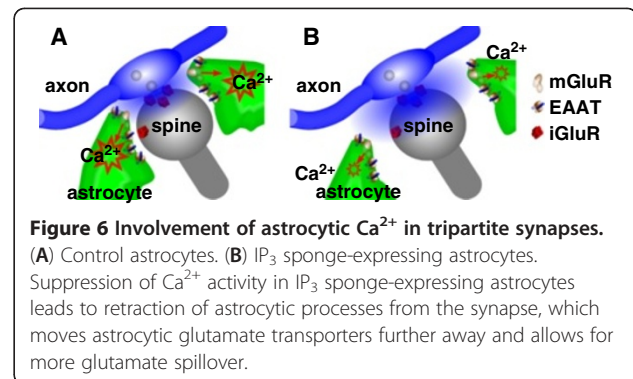 A
B
axon
Ca²⁺
spine
Ca²⁺
astrocyte
axon
Ca²⁺
spine
Ca²⁺
astrocyte
mGluR
EAAT
iGluR
Figure 6 Involvement of astrocytic Ca²⁺ in tripartite synapses.
(A) Control astrocytes. (B) IP₃ sponge-expressing astrocytes.
Suppression of Ca²⁺ activity in IP₃ sponge-expressing astrocytes
leads to retraction of astrocytic processes from the synapse, which
moves astrocytic glutamate transporters further away and allows for
more glutamate spillover.